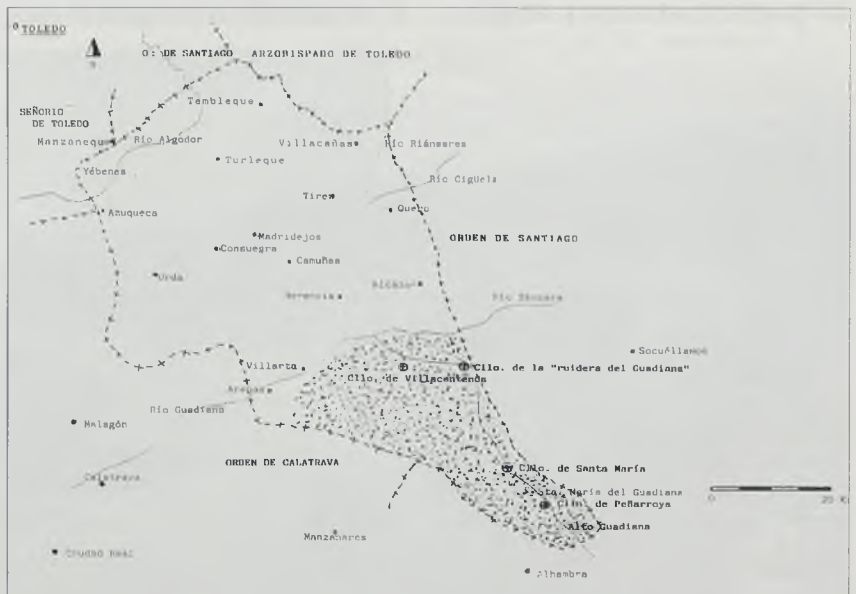 TOLEDO
O: DE SANTIAGO ARZOBISPADO DE TOLEDO
SEÑORIO
DE TOLEDO
Tembleque
Manzaneque
Río Algodor
Villacañas
Río Riánsares
Turleque
Yébenes
Río Cigüela
Tirez
Quero
Azuqueca
Madridejos
ORDEN DE SANTIAGO
Consuegra
Camuñas
Urda
Alcázar
Herencia
Río Záncara
Socuéllamos
Villarta
Cllo. de la "ruidera del Guadiana"
Cllo. de Villacentenos
Arenas
Río Guadiana
Malagón
ORDEN DE CALATRAVA
Cllo. de Santa María
Calatrava
María del Guadiana
0 20
Cllo. de Peñarroya
Alto Guadiana
Manzanares
Ciudad Real
Alhambra